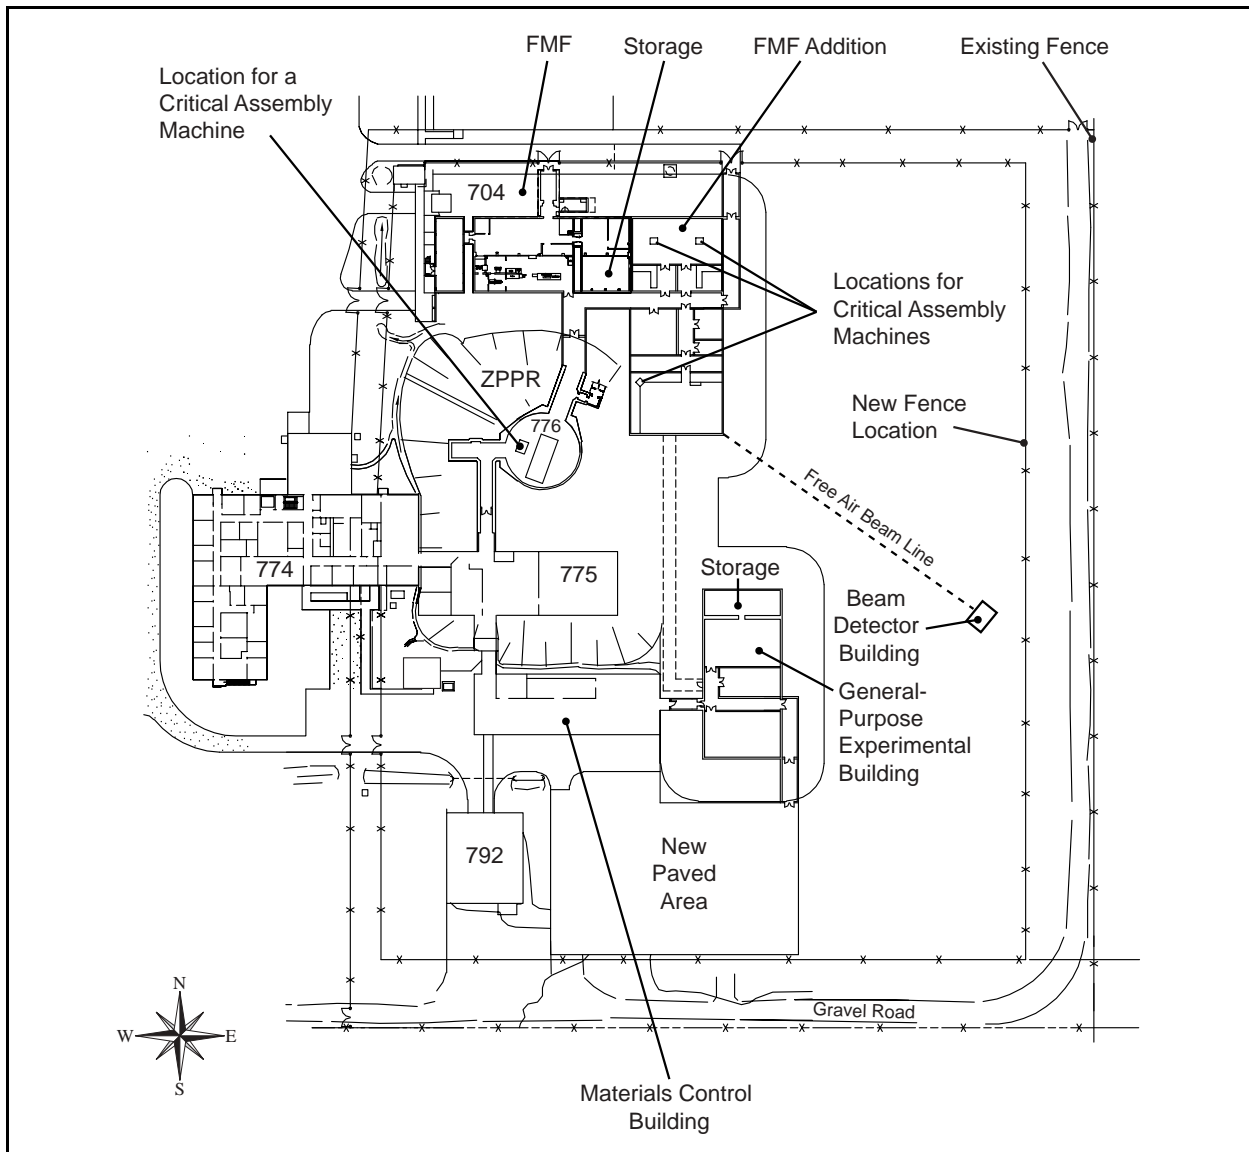 FMF
Storage
FMF Addition
Existing Fence
Location for a
Critical Assembly
Machine
704
Locations for
Critical Assembly
Machines
ZPPR
776
New Fence
Location
Free Air Beam Line
774
775
Storage
Beam
Detector
Building
General-
Purpose
Experimental
Building
792
New
Paved
Area
N
W
E
S
Gravel Road
Materials Control
Building